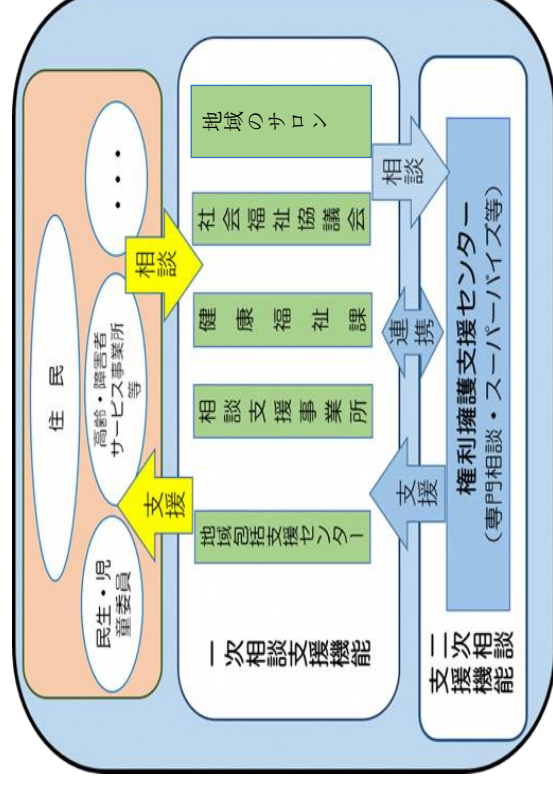 住 民
民生・児
童委員
高齢・障害者
サービス事業所
等
・・・
支援
相談
一次相談支援機能
地域包括支援センター
相談支援事業所
健康福祉課
社会福祉協議会
地域のサロン
支援
連携
相談
二次相談
支援機能
権利擁護支援センター
（専門相談・スーパーバイズ等）